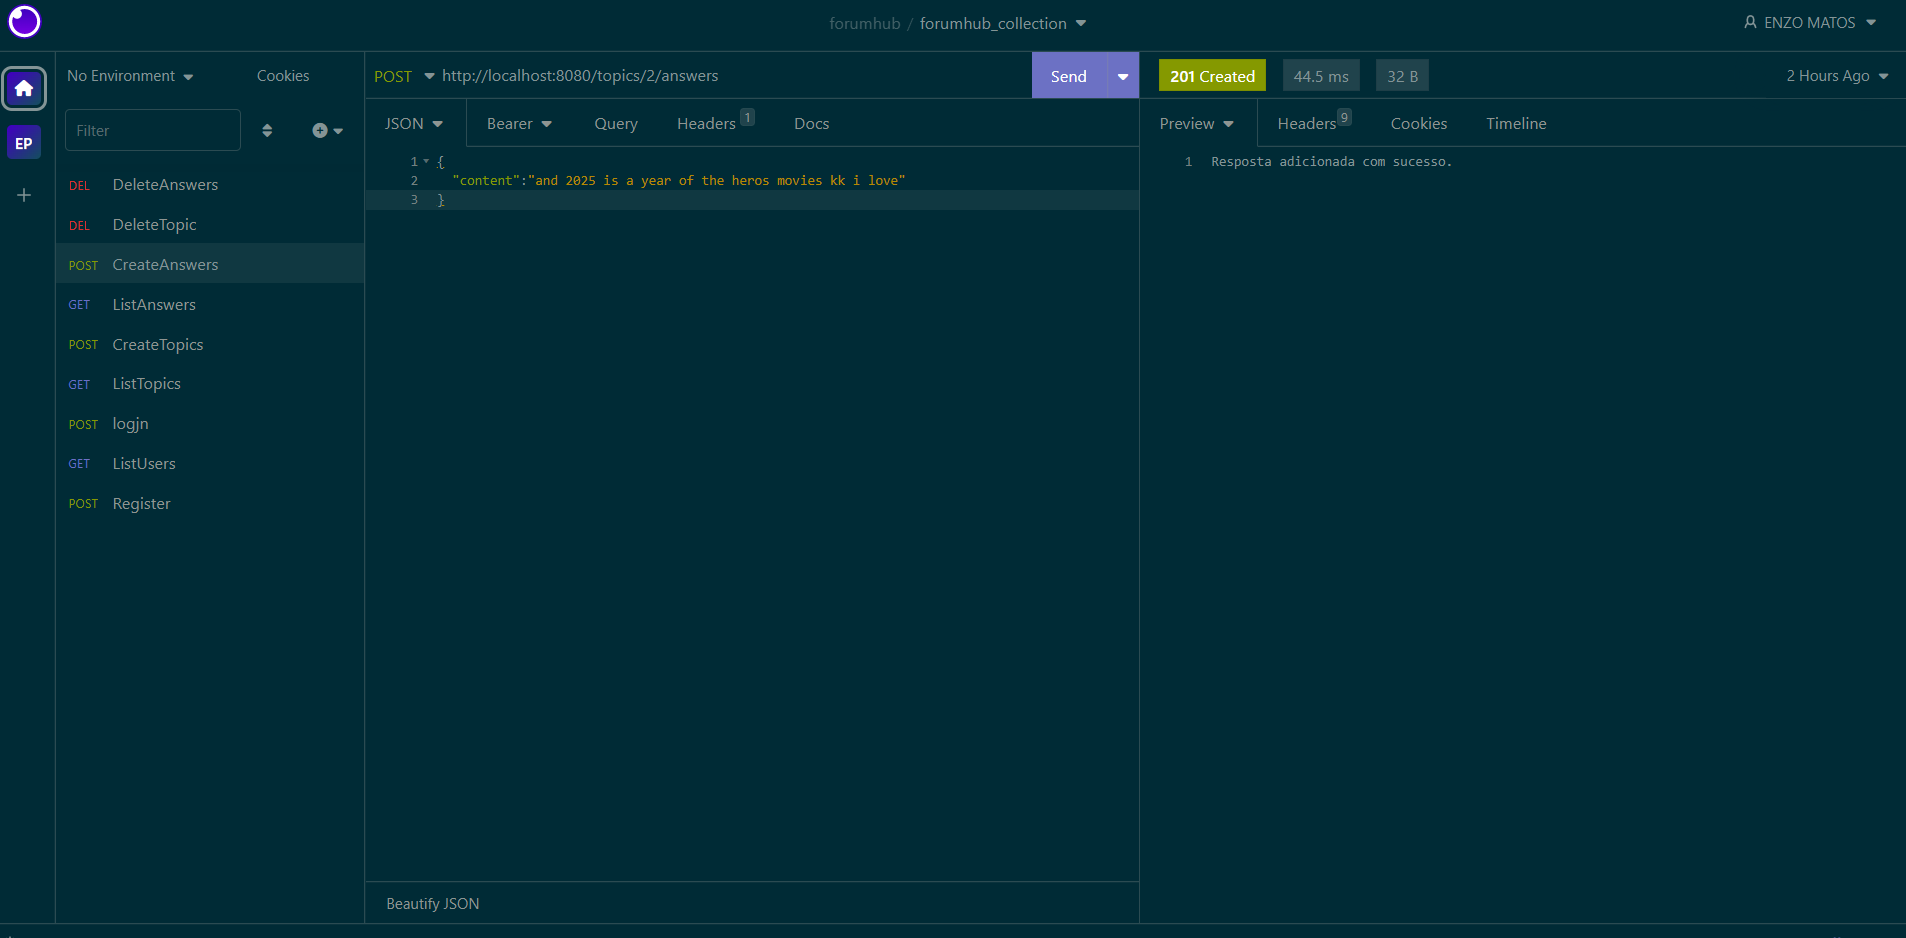 forumhub / forumhub_collection
ENZO MATOS
EP
No Environment
Cookies
Filter
DEL DeleteAnswers
DEL DeleteTopic
POST CreateAnswers
GET ListAnswers
POST CreateTopics
GET ListTopics
POST logjn
GET ListUsers
POST Register
POST http://localhost:8080/topics/2/answers
Send
JSON Bearer Query Headers 1 Docs
1 {
2 "content":"and 2025 is a year of the heros movies kk i love"
3 }
Beautify JSON
201 Created 44.5 ms 32 B 2 Hours Ago
Preview Headers 9 Cookies Timeline
1 Resposta adicionada com sucesso.